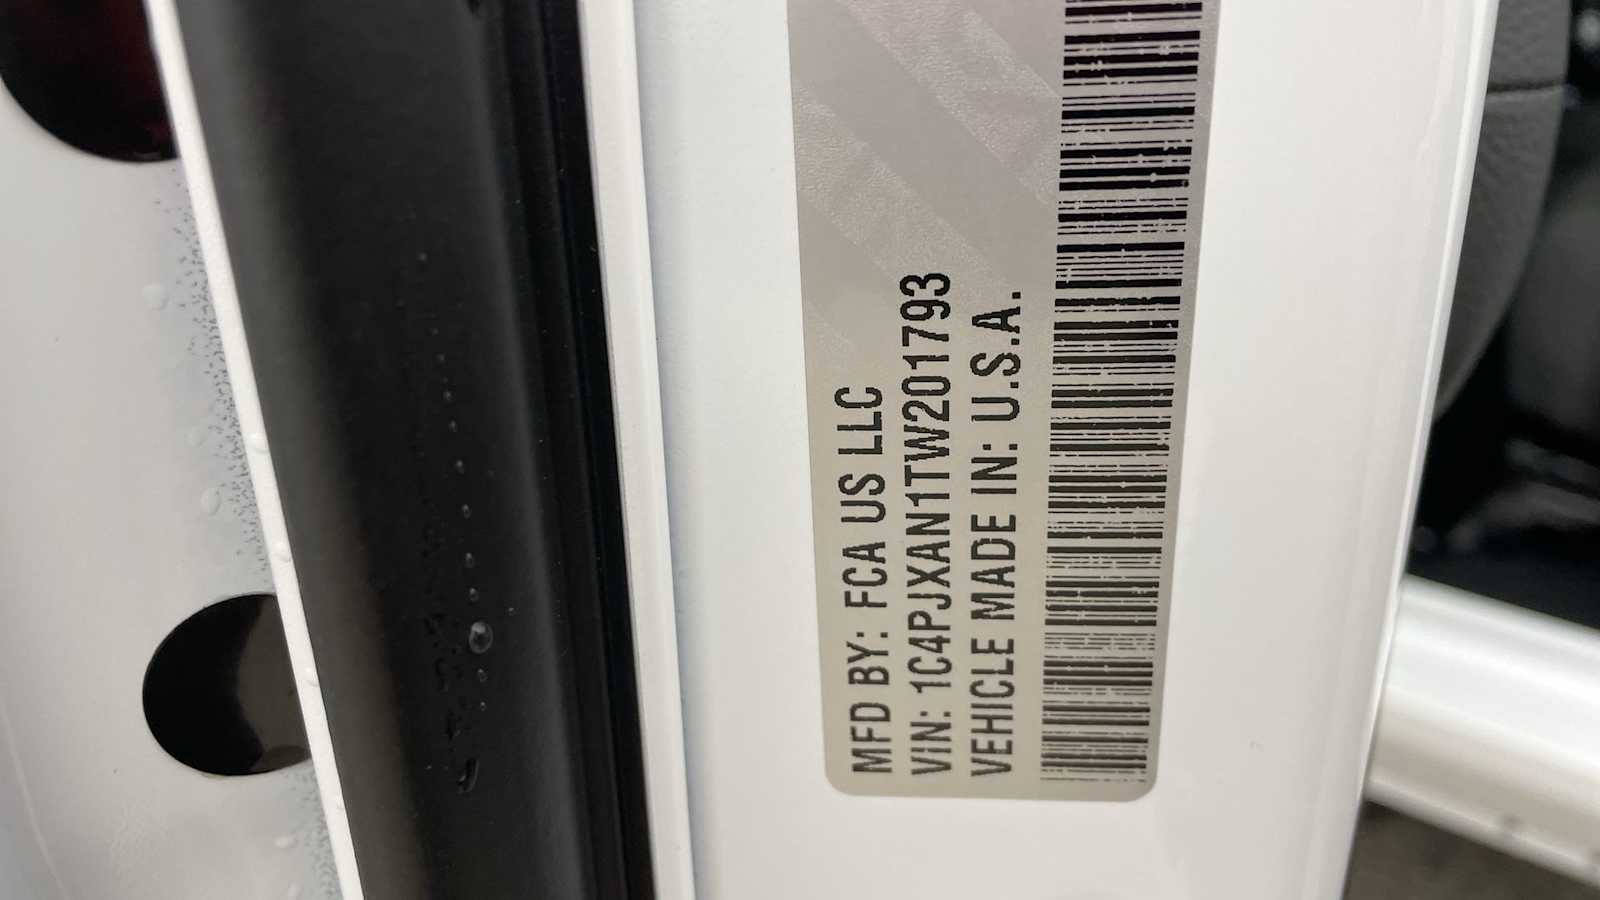 MFD BY: FCA US LLC
VIN: 1C4PJXAN1TW201793
VEHICLE MADE IN: U.S.A.